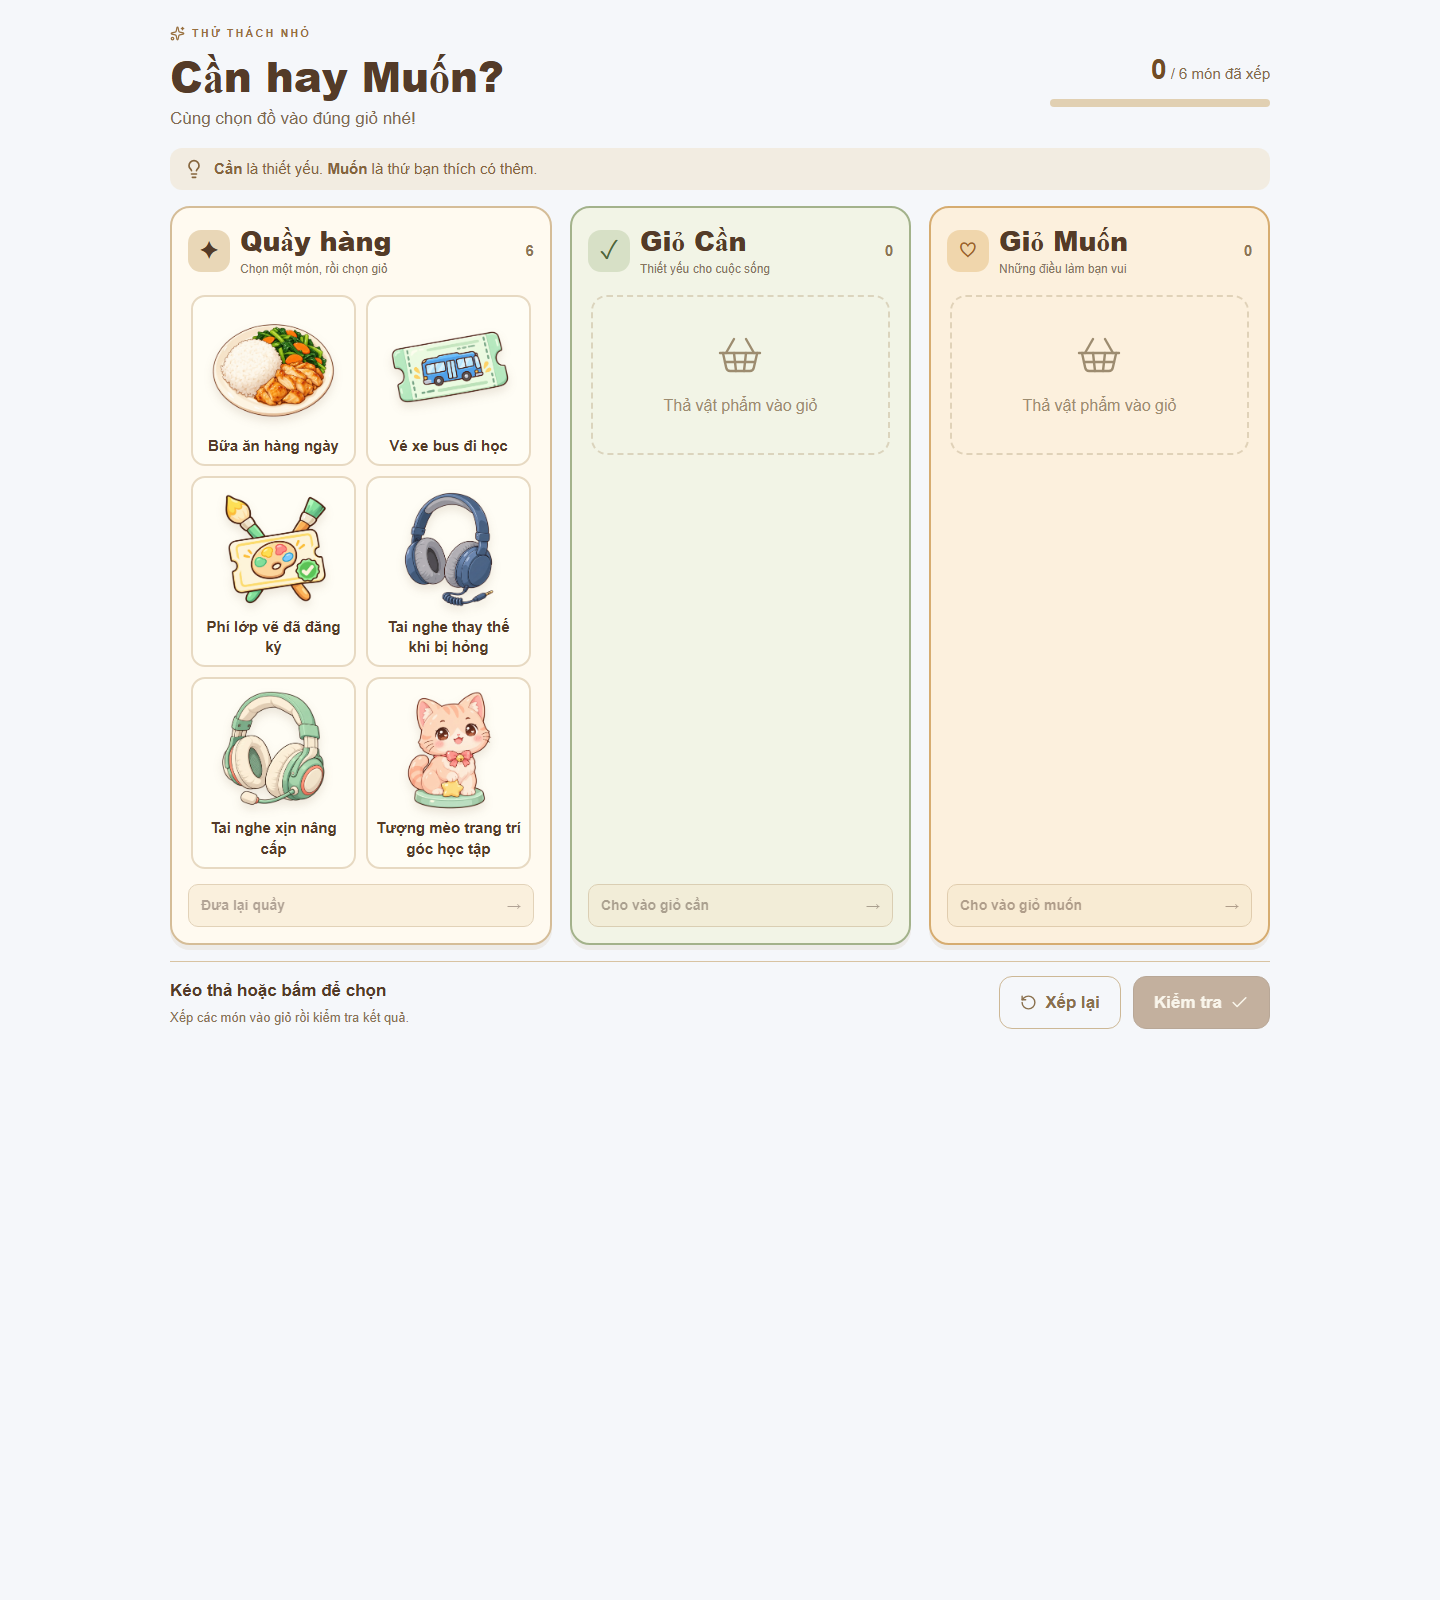 THỬ THÁCH NHỎ
Cần hay Muốn?
Cùng chọn đồ vào đúng giỏ nhé!
0 / 6 món đã xếp
Cần là thiết yếu. Muốn là thứ bạn thích có thêm.
Quầy hàng
Chọn một món, rồi chọn giỏ
6
Bữa ăn hàng ngày
Vé xe bus đi học
Phí lớp vẽ đã đăng
ký
Tai nghe thay thế
khi bị hỏng
Tai nghe xịn nâng
cấp
Tượng mèo trang trí
góc học tập
Đưa lại quầy →
Giỏ Cần
Thiết yếu cho cuộc sống
0
Thả vật phẩm vào giỏ
Cho vào giỏ cần →
Giỏ Muốn
Những điều làm bạn vui
0
Thả vật phẩm vào giỏ
Cho vào giỏ muốn →
Kéo thả hoặc bấm để chọn
Xếp các món vào giỏ rồi kiểm tra kết quả.
Xếp lại
Kiểm tra